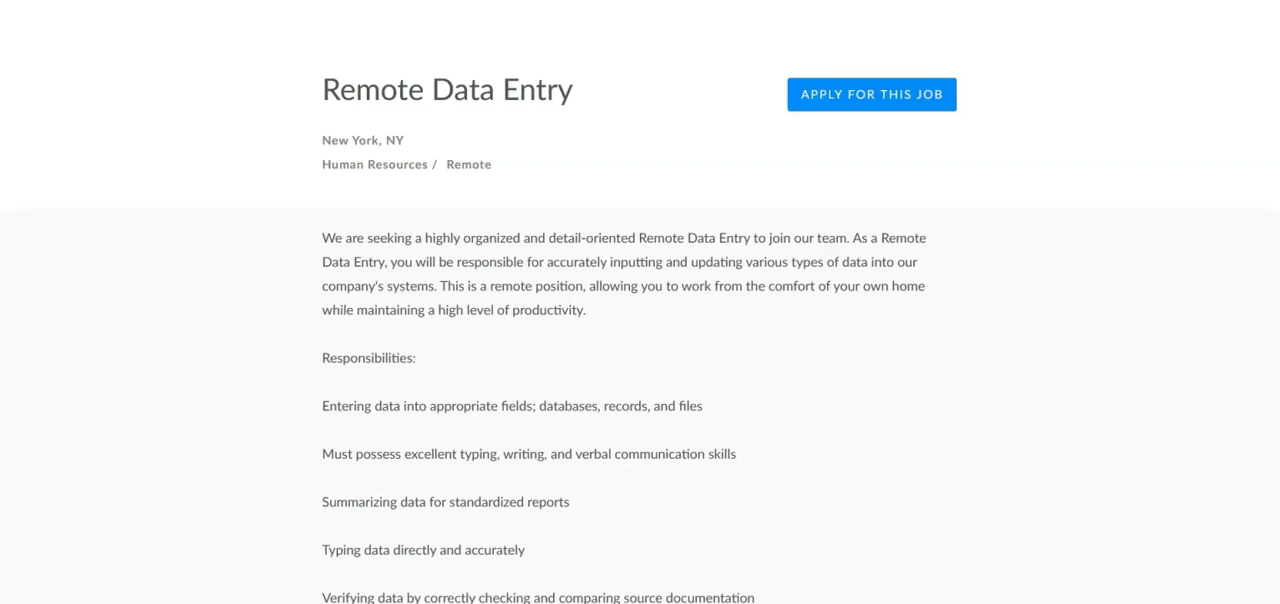 Remote Data Entry
APPLY FOR THIS JOB
New York, NY
Human Resources / Remote
We are seeking a highly organized and detail-oriented Remote Data Entry to join our team. As a Remote
Data Entry, you will be responsible for accurately inputting and updating various types of data into our
company's systems. This is a remote position, allowing you to work from the comfort of your own home
while maintaining a high level of productivity.
Responsibilities:
Entering data into appropriate fields; databases, records, and files
Must possess excellent typing, writing, and verbal communication skills
Summarizing data for standardized reports
Typing data directly and accurately
Verifying data by correctly checking and comparing source documentation